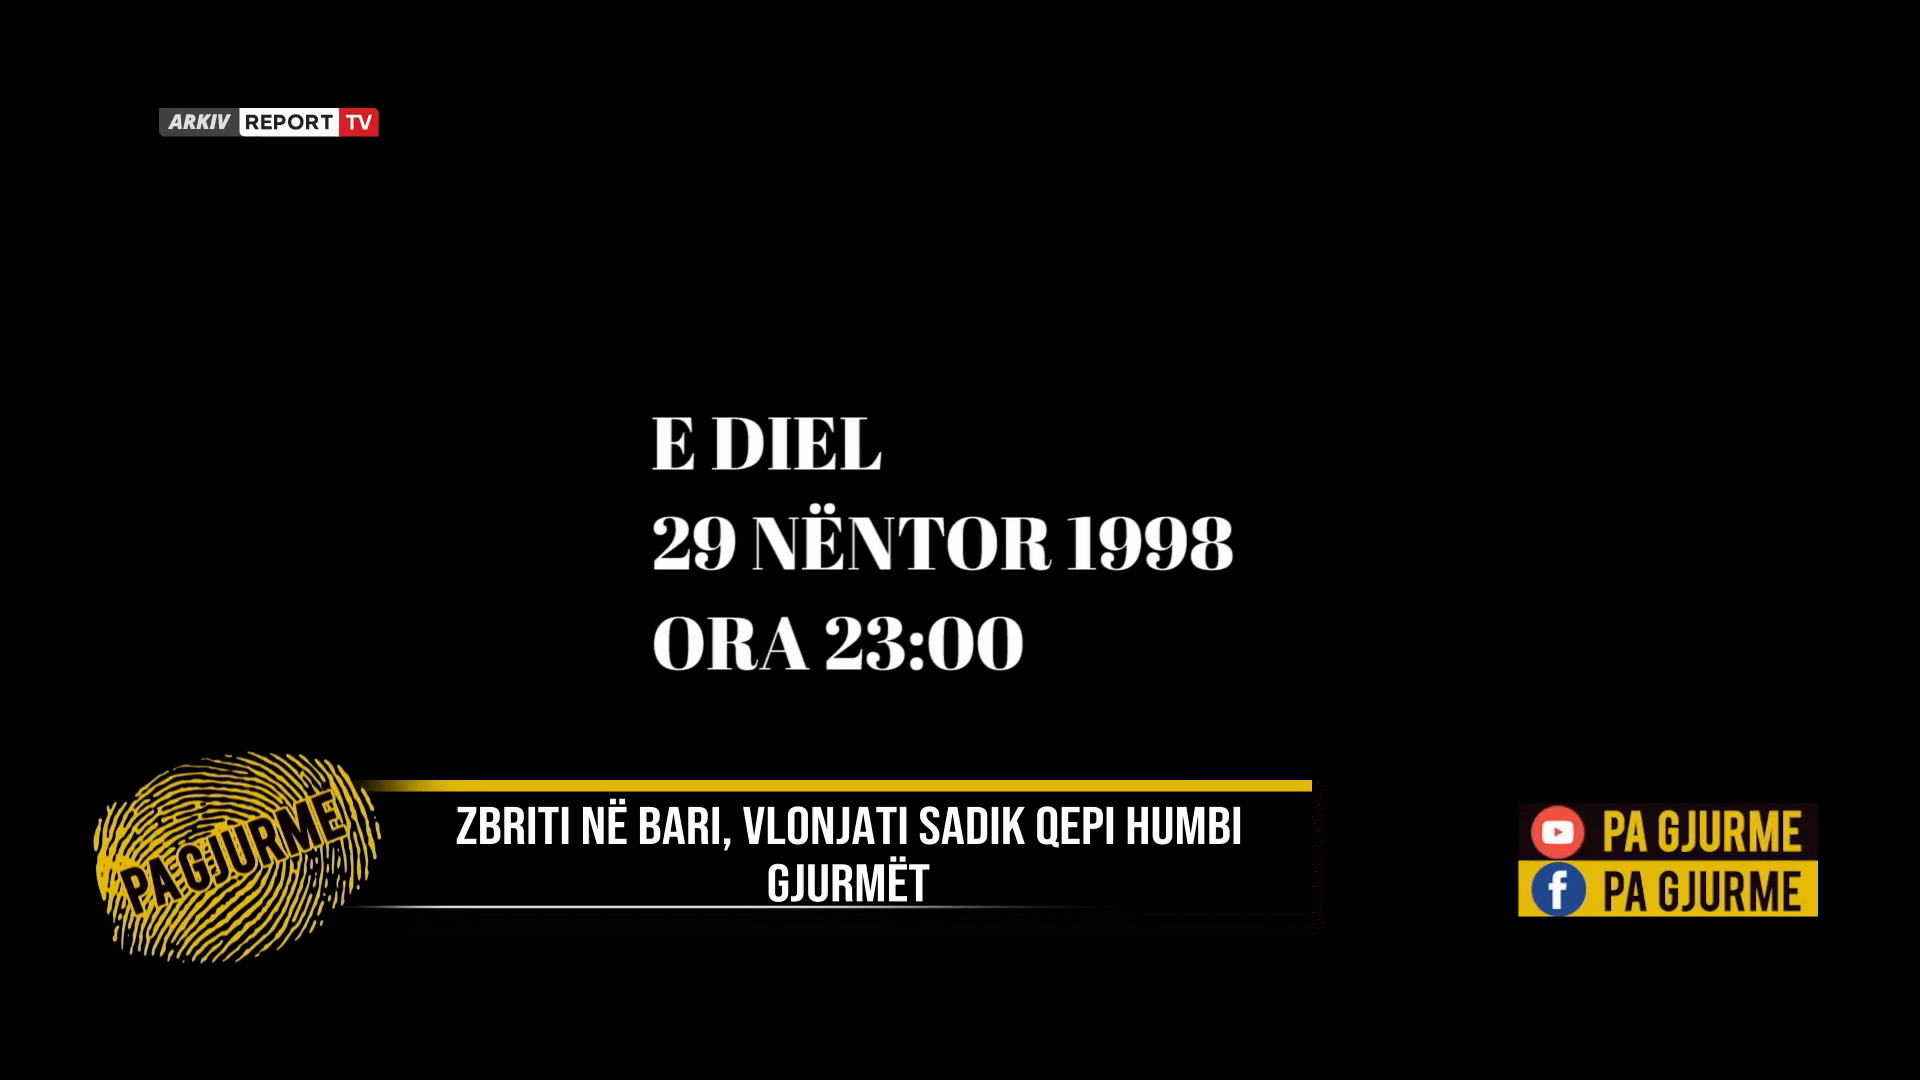 ARKIV REPORT TV
E DIEL
29 NËNTOR 1998
ORA 23:00
PA GJURME
ZBRITI NË BARI, VLONJATI SADIK QEPI HUMBI
GJURMËT
PA GJURME
PA GJURME